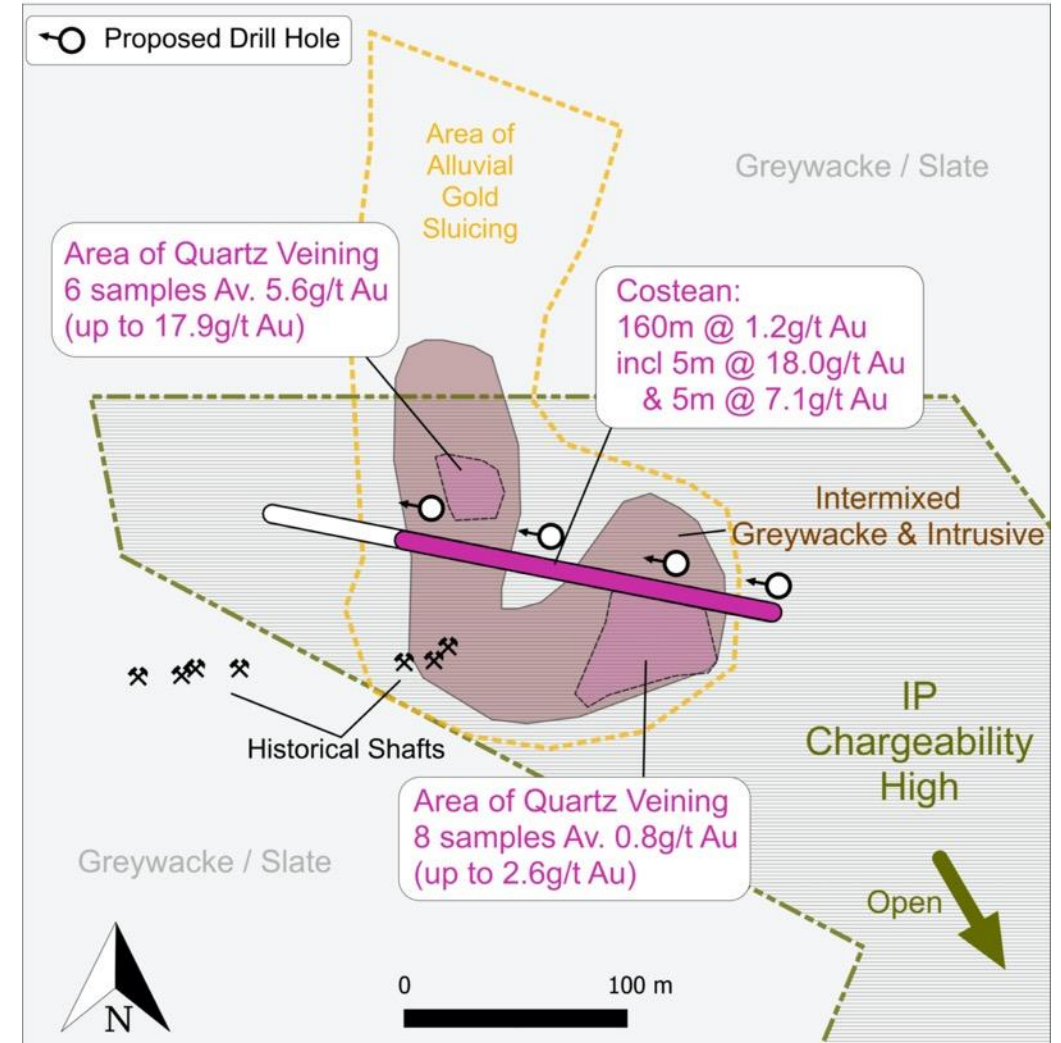 Proposed Drill Hole
Area of
Alluvial
Gold
Sluicing
Greywacke / Slate
Area of Quartz Veining
6 samples Av. 5.6g/t Au
(up to 17.9g/t Au)
Costean:
160m @ 1.2g/t Au
incl 5m @ 18.0g/t Au
& 5m @ 7.1g/t Au
Intermixed
Greywacke & Intrusive
Historical Shafts
IP
Chargeability
High
Area of Quartz Veining
8 samples Av. 0.8g/t Au
(up to 2.6g/t Au)
Greywacke / Slate
Open
N
0 100 m